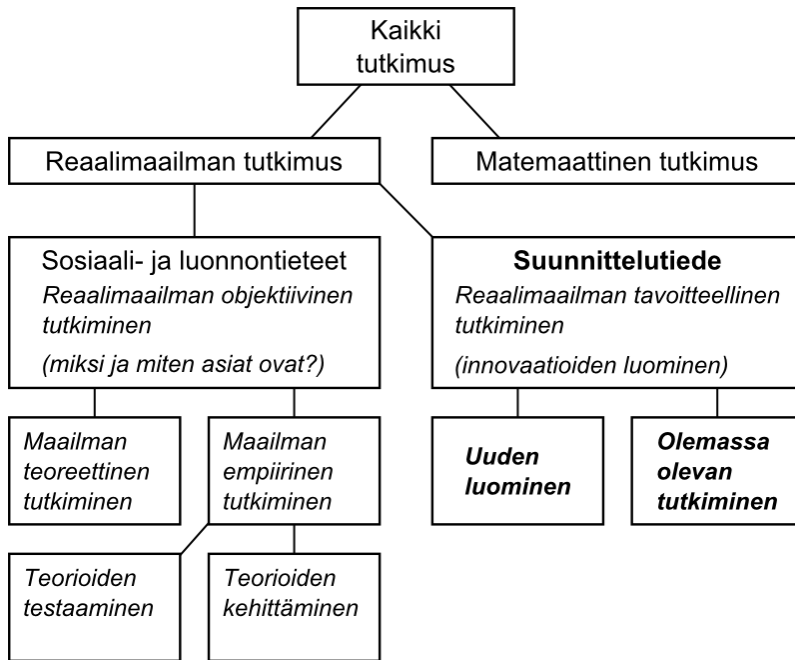 Kaikki
tutkimus
Reaalimaailman tutkimus
Matemaattinen tutkimus
Sosiaali- ja luonnontieteet
Reaalimaailman objektiivinen
tutkiminen
(miksi ja miten asiat ovat?)
Suunnittelutiede
Reaalimaailman tavoitteellinen
tutkiminen
(innovaatioiden luominen)
Maailman
teoreettinen
tutkiminen
Maailman
empiirinen
tutkiminen
Uuden
luominen
Olemassa
olevan
tutkiminen
Teorioiden
testaaminen
Teorioiden
kehittäminen